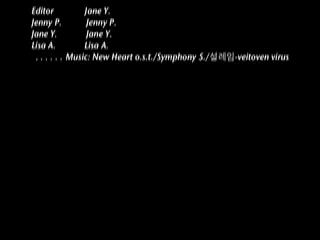 Editor Jane Y.
Jenny P. Jenny P.
Jane Y. Jane Y.
Lisa A. Lisa A.
. . . . . . Music: New Heart o.s.t./Symphony 5./설레임-veitoven virus